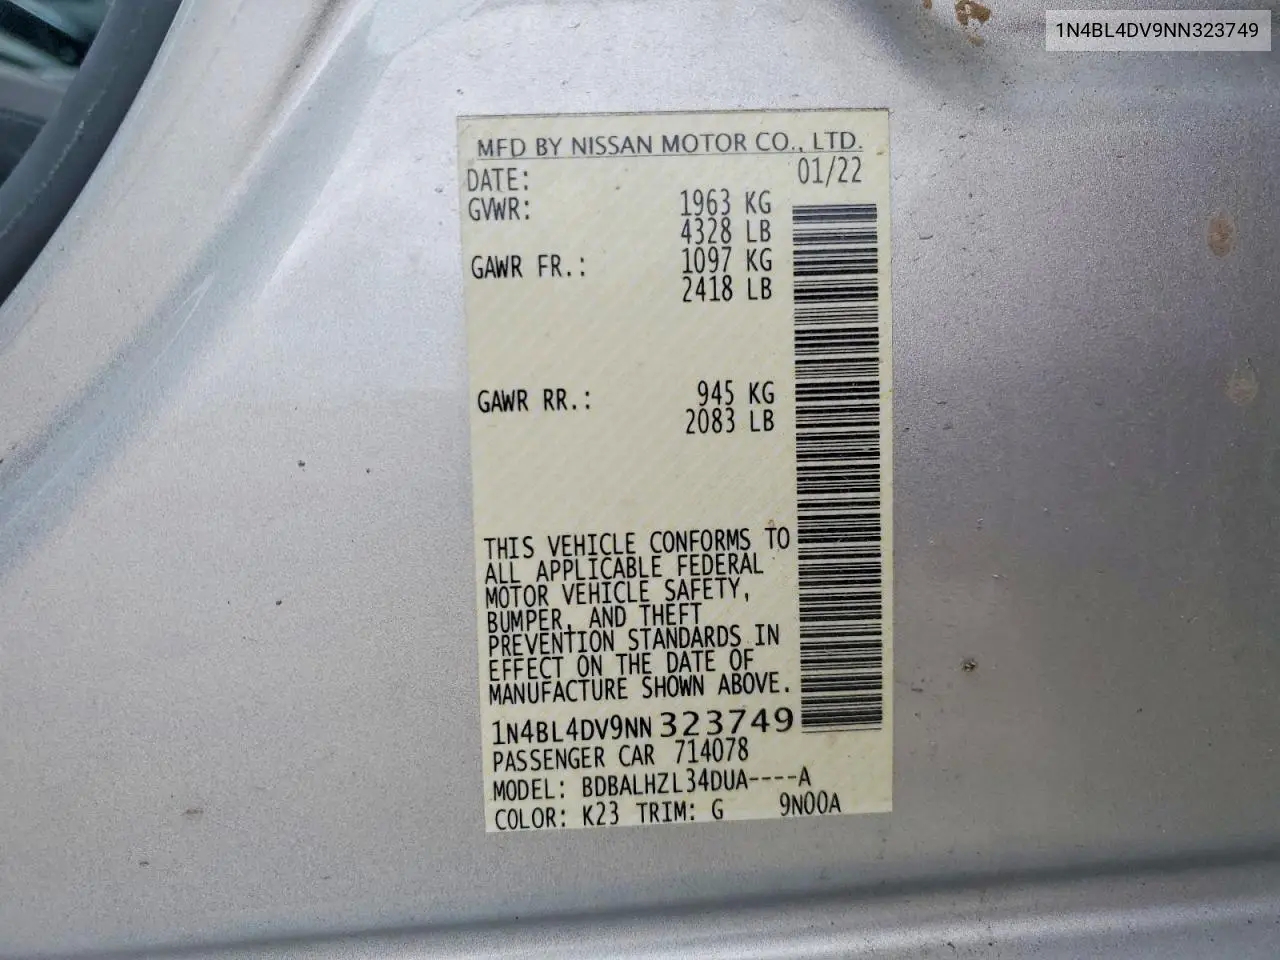 1N4BL4DV9NN323749
MFD BY NISSAN MOTOR CO., LTD.
DATE: 01/22
GVWR: 1963 KG
4328 LB
GAWR FR.: 1097 KG
2418 LB
GAWR RR.: 945 KG
2083 LB
THIS VEHICLE CONFORMS TO
ALL APPLICABLE FEDERAL
MOTOR VEHICLE SAFETY,
BUMPER, AND THEFT
PREVENTION STANDARDS IN
EFFECT ON THE DATE OF
MANUFACTURE SHOWN ABOVE.
1N4BL4DV9NN 323749
PASSENGER CAR 714078
MODEL: BDBALHZL34DUA----A
COLOR: K23 TRIM: G 9N00A